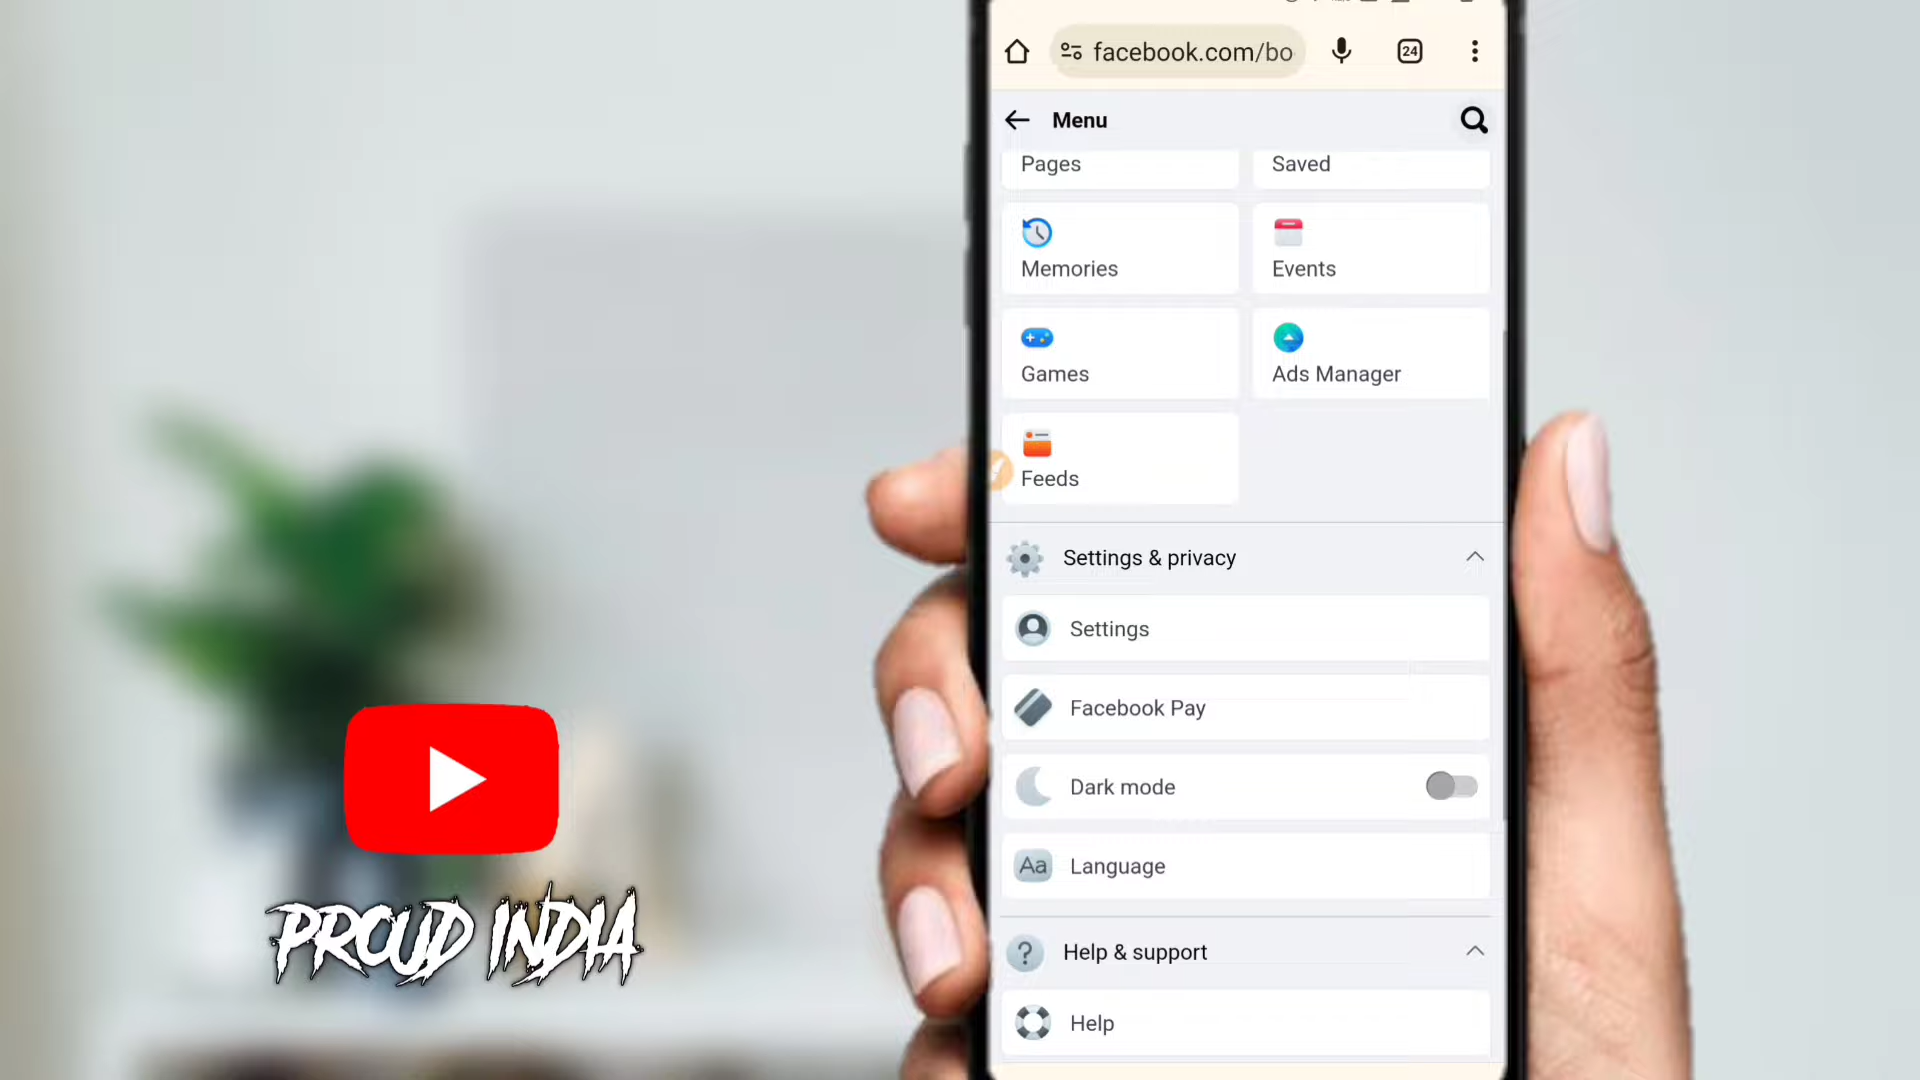 facebook.com/bo
24
Menu
Pages
Saved
Memories
Events
Games
Ads Manager
Feeds
Settings & privacy
Settings
Facebook Pay
Dark mode
Aa
Language
? Help & support
Help
PROUD INDIA